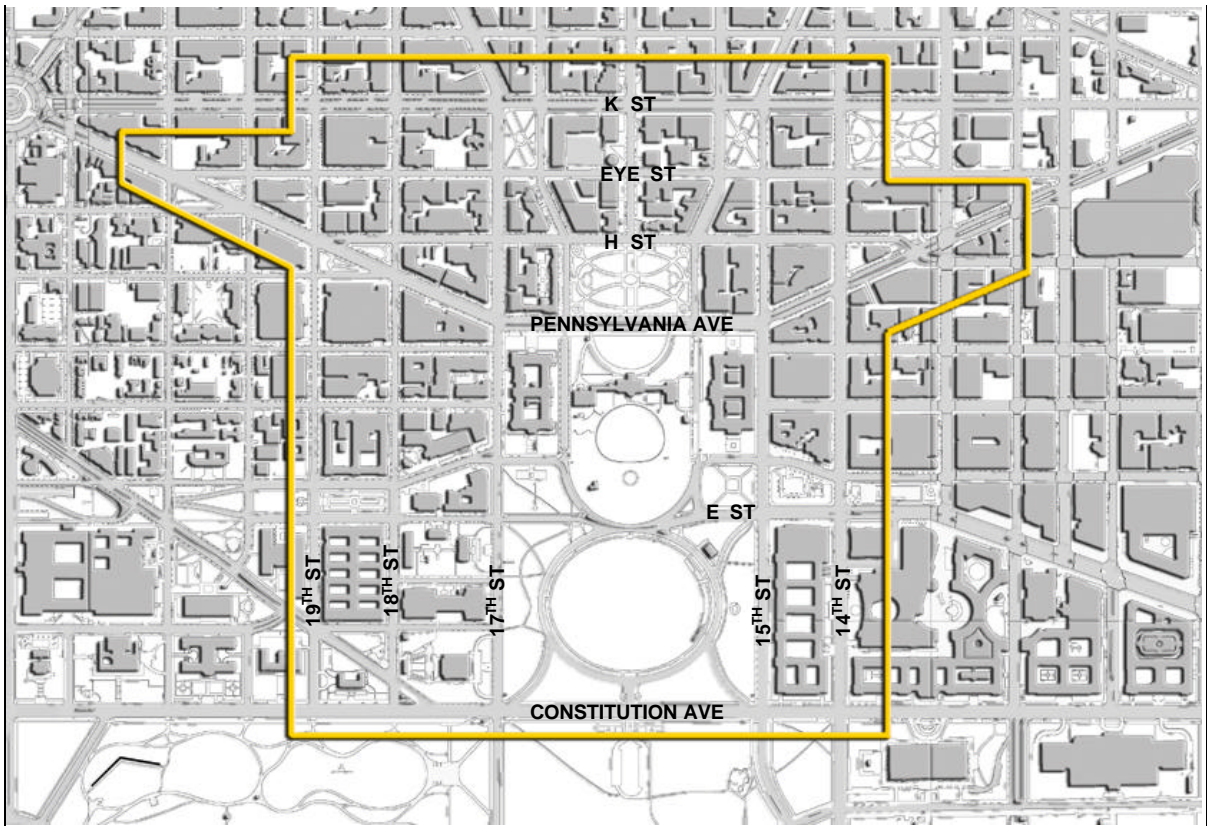 K ST
EYE ST
H ST
PENNSYLVANIA AVE
E ST
19TH ST
18TH ST
17TH ST
15TH ST
14TH ST
CONSTITUTION AVE